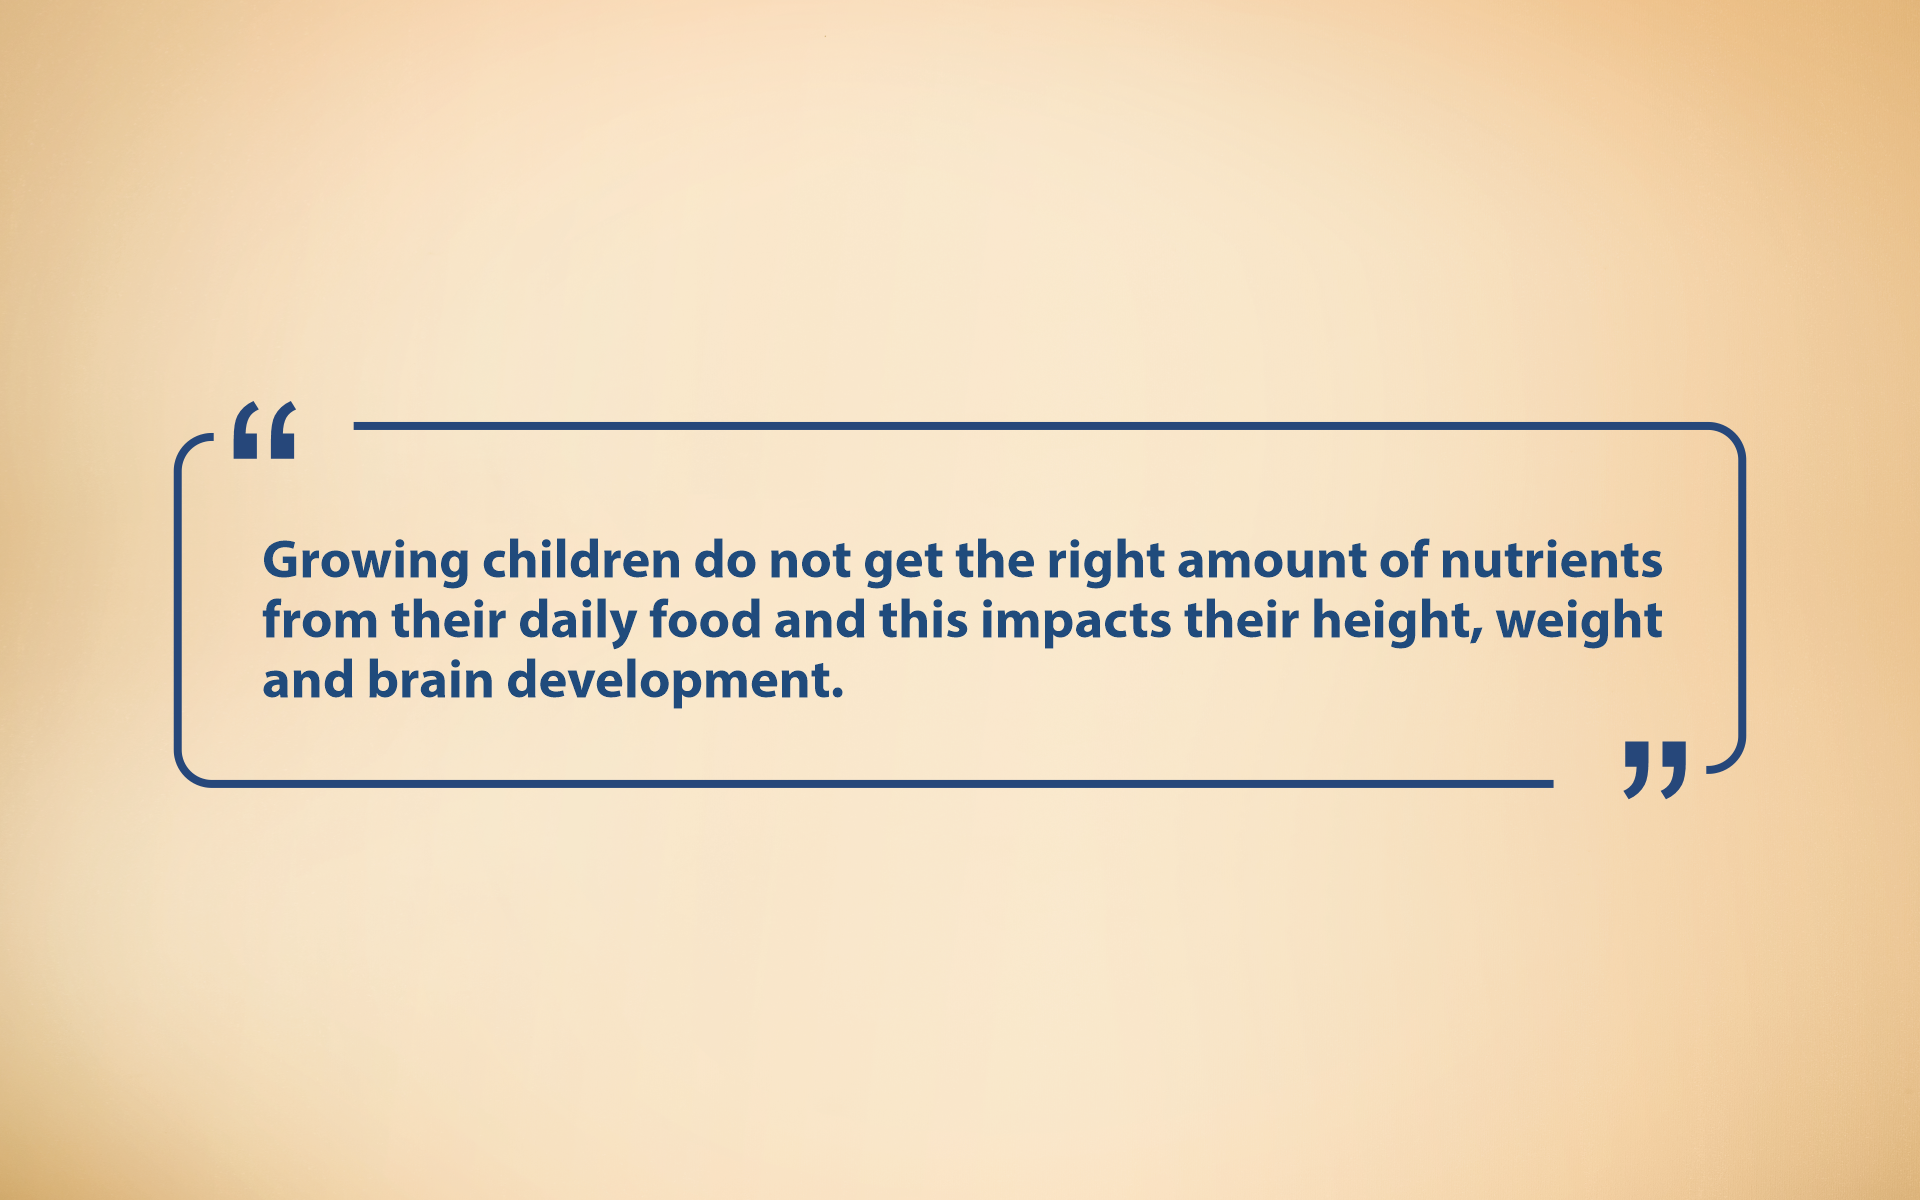 “
Growing children do not get the right amount of nutrients
from their daily food and this impacts their height, weight
and brain development.
”